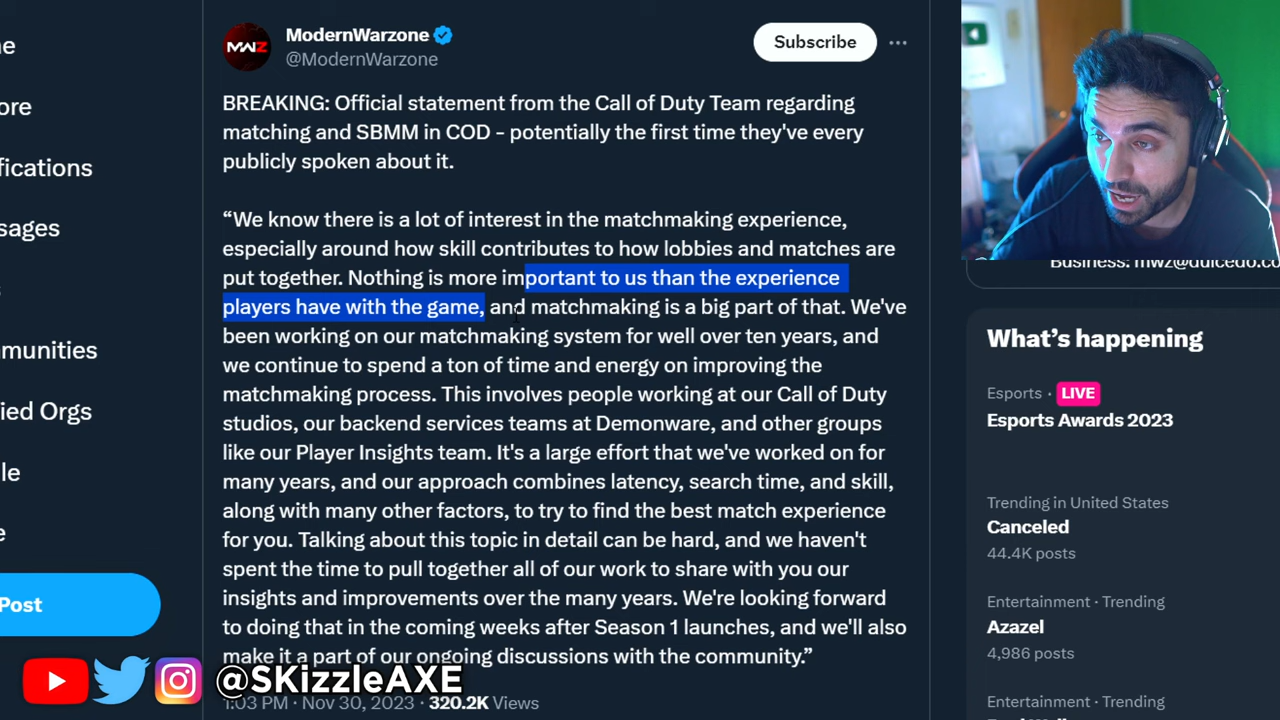 ne
ModernWarzone
Subscribe
MWZ
@ModernWarzone
ore
BREAKING: Official statement from the Call of Duty Team regarding
matching and SBMM in COD - potentially the first time they've every
publicly spoken about it.
fications
sages
“We know there is a lot of interest in the matchmaking experience,
especially around how skill contributes to how lobbies and matches are
put together. Nothing is more important to us than the experience
players have with the game, and matchmaking is a big part of that. We've
been working on our matchmaking system for well over ten years, and
we continue to spend a ton of time and energy on improving the
matchmaking process. This involves people working at our Call of Duty
studios, our backend services teams at Demonware, and other groups
like our Player Insights team. It's a large effort that we've worked on for
many years, and our approach combines latency, search time, and skill,
along with many other factors, to try to find the best match experience
for you. Talking about this topic in detail can be hard, and we haven't
spent the time to pull together all of our work to share with you our
insights and improvements over the many years. We're looking forward
to doing that in the coming weeks after Season 1 launches, and we'll also
make it a part of our ongoing discussions with the community.”
1:03 PM · Nov 30, 2023 · 320.2K Views
munities
ied Orgs
le
e
Post
@SKizzleAXE
Business: mwz@dulcedo.co
What's happening
Esports · LIVE
Esports Awards 2023
Trending in United States
Canceled
44.4K posts
Entertainment · Trending
Azazel
4,986 posts
Entertainment · Trending